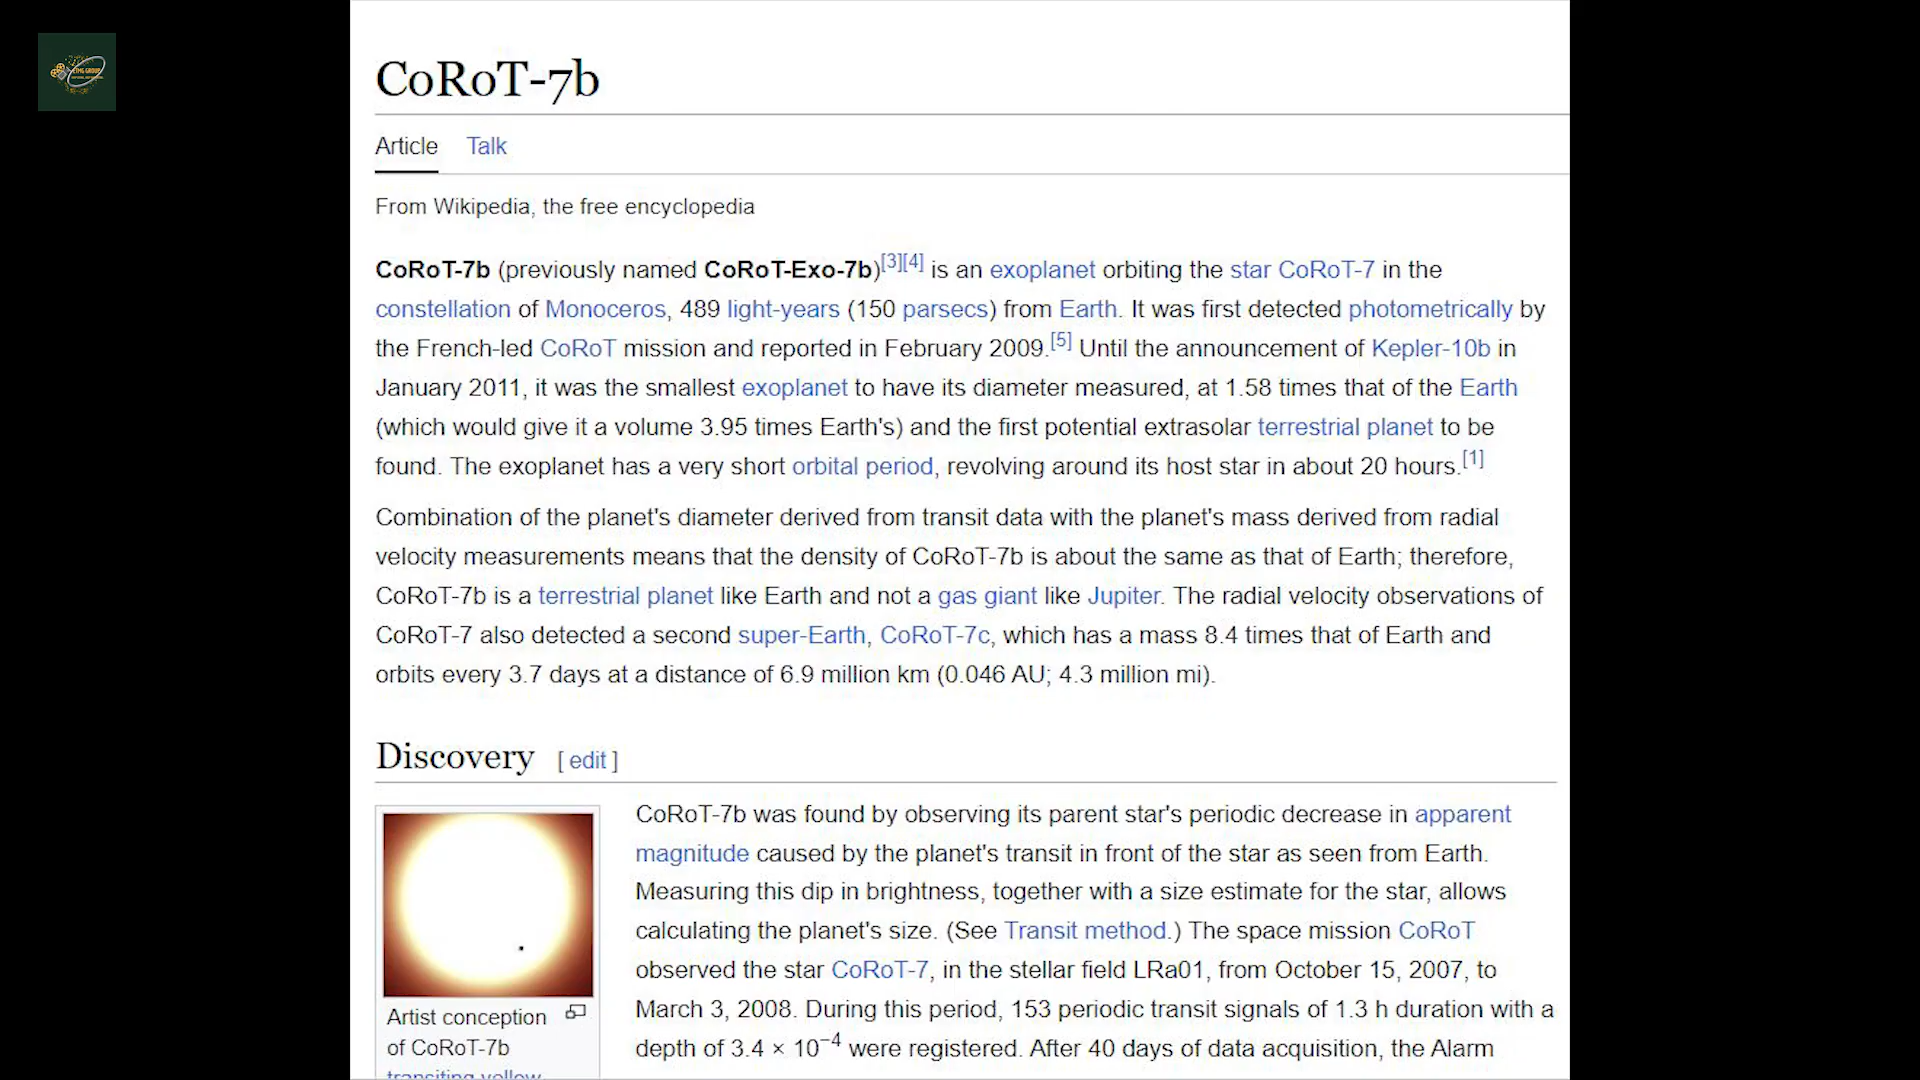 CoRoT-7b
Article Talk
From Wikipedia, the free encyclopedia
CoRoT-7b (previously named CoRoT-Exo-7b)[3][4] is an exoplanet orbiting the star CoRoT-7 in the
constellation of Monoceros, 489 light-years (150 parsecs) from Earth. It was first detected photometrically by
the French-led CoRoT mission and reported in February 2009.[5] Until the announcement of Kepler-10b in
January 2011, it was the smallest exoplanet to have its diameter measured, at 1.58 times that of the Earth
(which would give it a volume 3.95 times Earth's) and the first potential extrasolar terrestrial planet to be
found. The exoplanet has a very short orbital period, revolving around its host star in about 20 hours.[1]
Combination of the planet's diameter derived from transit data with the planet's mass derived from radial
velocity measurements means that the density of CoRoT-7b is about the same as that of Earth; therefore,
CoRoT-7b is a terrestrial planet like Earth and not a gas giant like Jupiter. The radial velocity observations of
CoRoT-7 also detected a second super-Earth, CoRoT-7c, which has a mass 8.4 times that of Earth and
orbits every 3.7 days at a distance of 6.9 million km (0.046 AU; 4.3 million mi).
Discovery [ edit ]
CoRoT-7b was found by observing its parent star's periodic decrease in apparent
magnitude caused by the planet's transit in front of the star as seen from Earth.
Measuring this dip in brightness, together with a size estimate for the star, allows
calculating the planet's size. (See Transit method.) The space mission CoRoT
observed the star CoRoT-7, in the stellar field LRa01, from October 15, 2007, to
March 3, 2008. During this period, 153 periodic transit signals of 1.3 h duration with a
depth of 3.4 × 10⁻⁴ were registered. After 40 days of data acquisition, the Alarm
Artist conception
of CoRoT-7b
transiting yellow